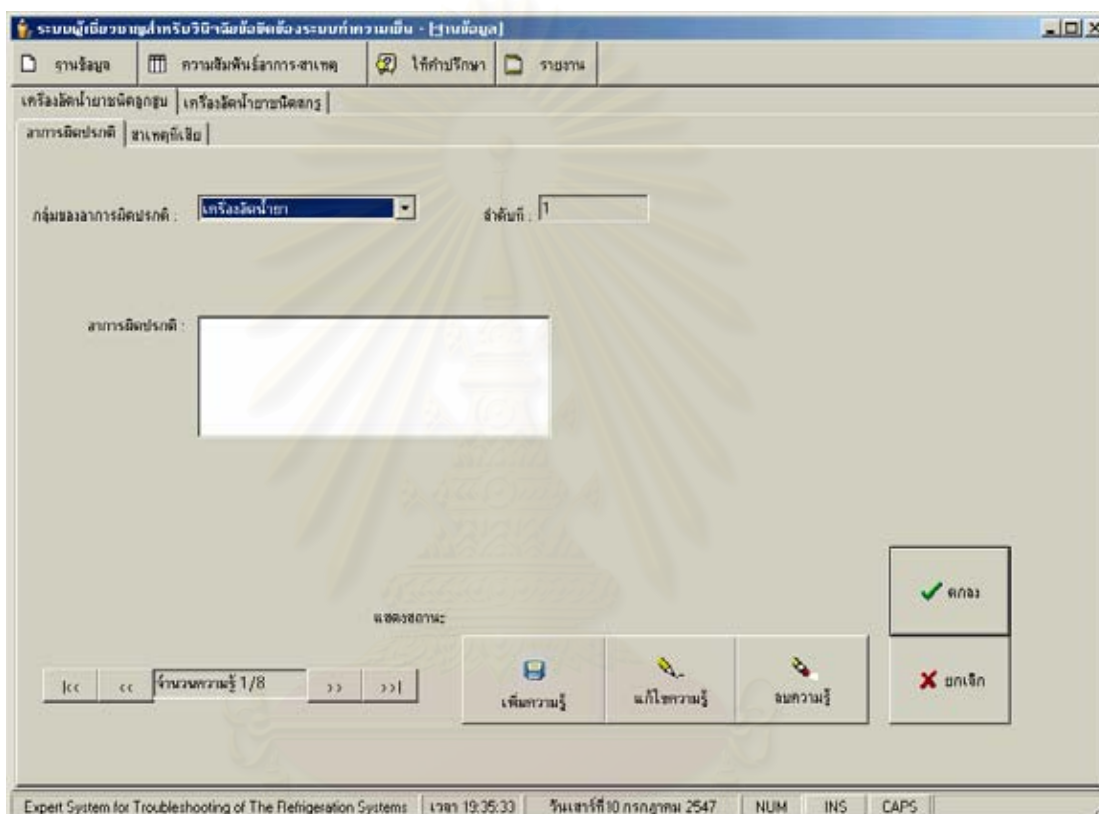 ระบบผู้เชี่ยวชาญสำหรับวินิจฉัยข้อขัดข้องระบบทำความเย็น - [ฐานข้อมูล]
ฐานข้อมูล ความสัมพันธ์อาการ-สาเหตุ ให้คำปรึกษา รายงาน
เครื่องอัดน้ำยาชนิดลูกสูบ เครื่องอัดน้ำยาชนิดสกรู
อาการผิดปรกติ สาเหตุที่เสีย
กลุ่มของอาการผิดปรกติ : เครื่องอัดน้ำยา ลำดับที่ : 1
อาการผิดปรกติ :
ตกลง
แสดงสถานะ
|<< << จำนวนความรู้ 1/8 >> >>| เพิ่มความรู้ แก้ไขความรู้ ลบความรู้ ยกเลิก
Expert System for Troubleshooting of The Refrigeration Systems เวลา 19:35:33 วันเสาร์ที่10 กรกฎาคม 2547 NUM INS CAPS